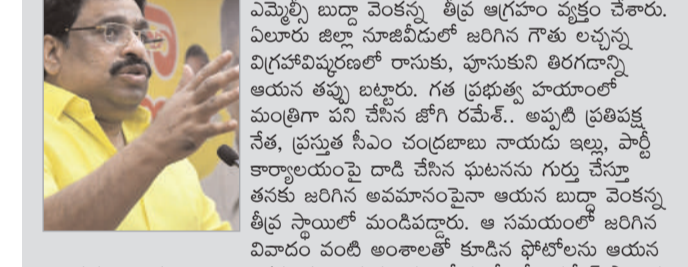 ఎమ్మెల్సీ బుద్దా వెంకన్న తీవ్ర ఆగ్రహం వ్యక్తం చేశారు.
ఏలూరు జిల్లా నూజివీడులో జరిగిన గౌతు లచ్చన్న
విగ్రహావిష్కరణలో రాసుకు, పూసుకుని తిరగడాన్ని
ఆయన తప్పు బట్టారు. గత ప్రభుత్వ హయాంలో
మంత్రిగా పని చేసిన జోగి రమేశ్.. అప్పటి ప్రతిపక్ష
నేత, ప్రస్తుత సీఎం చంద్రబాబు నాయుడు ఇల్లు, పార్టీ
కార్యాలయంపై దాడి చేసిన ఘటనను గుర్తు చేస్తూ
తనకు జరిగిన అవమానంపైనా ఆయన బుద్ధా వెంకన్న
తీవ్ర స్థాయిలో మండిపడ్డారు. ఆ సమయంలో జరిగిన
వివాదం వంటి అంశాలతో కూడిన ఫోటోలను ఆయన